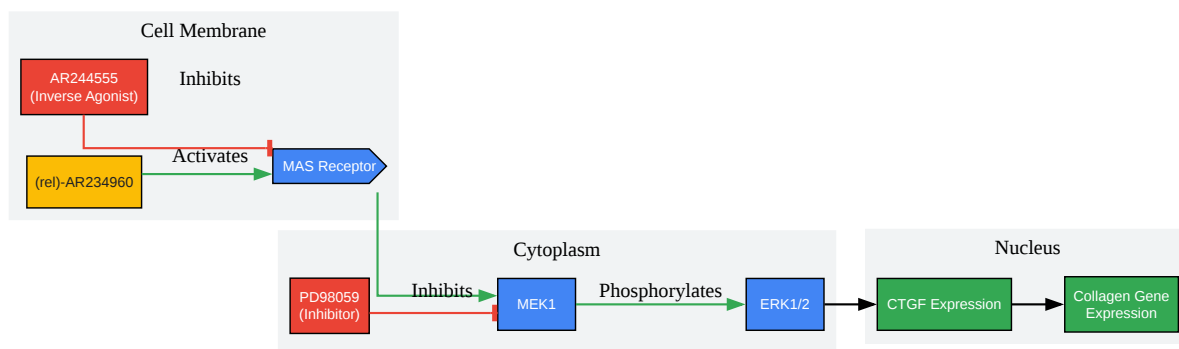 Cell Membrane
AR244555
(Inverse Agonist)
Inhibits
Activates
(rel)-AR234960
MAS Receptor
Cytoplasm
PD98059
(Inhibitor)
Inhibits
MEK1
Phosphorylates
ERK1/2
Nucleus
CTGF Expression
Collagen Gene
Expression